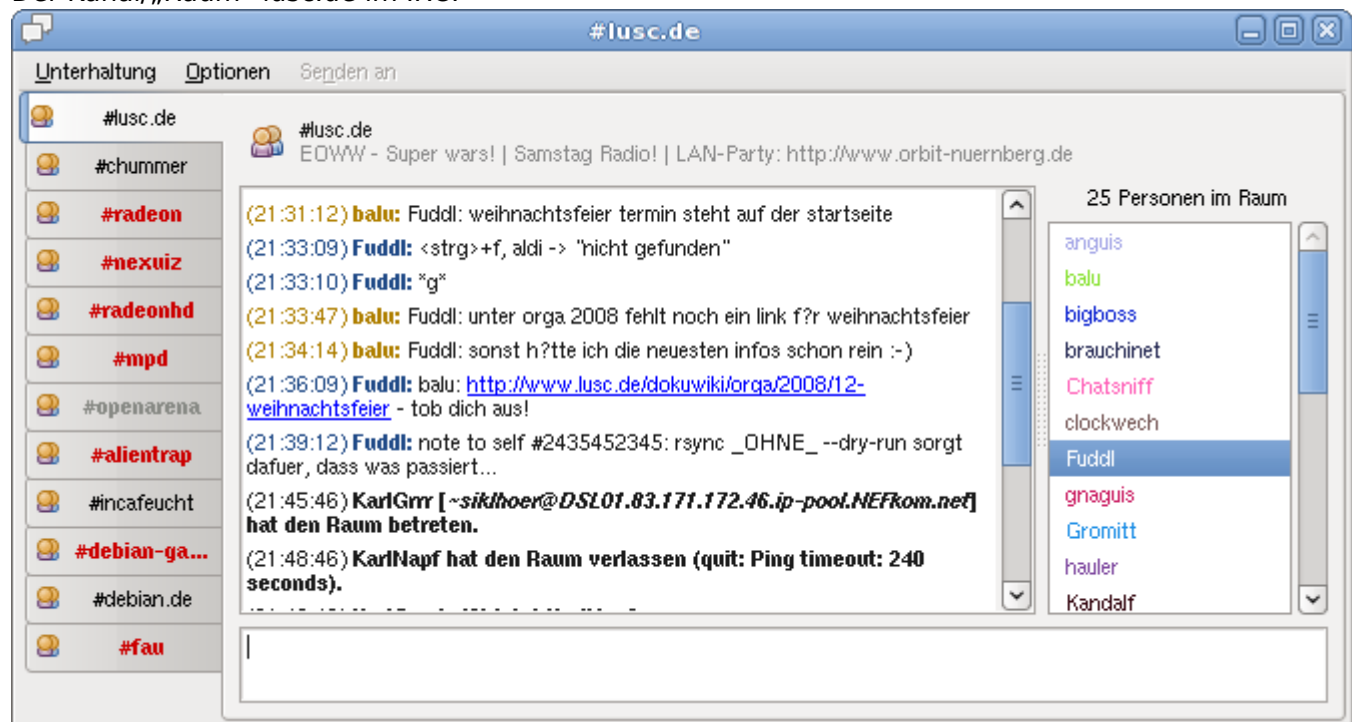 #lusc.de
Unterhaltung Optionen Senden an
#lusc.de
#chummer
#radeon
#nexuiz
#radeonhd
#mpd
#openarena
#alientrap
#incafeucht
#debian-ga...
#debian.de
#fau
#lusc.de
EOWW - Super wars! | Samstag Radio! | LAN-Party: http://www.orbit-nuernberg.de
(21:31:12) balu: Fuddl: weihnachtsfeier termin steht auf der startseite
(21:33:09) Fuddl: <strg>+f, aldi -> "nicht gefunden"
(21:33:10) Fuddl: *g*
(21:33:47) balu: Fuddl: unter orga 2008 fehlt noch ein link f?r weihnachtsfeier
(21:34:14) balu: Fuddl: sonst h?tte ich die neuesten infos schon rein :-)
(21:36:09) Fuddl: balu: http://www.lusc.de/dokuwiki/orga/2008/12-
weihnachtsfeier - tob dich aus!
(21:39:12) Fuddl: note to self #2435452345: rsync _OHNE_ --dry-run sorgt
dafuer, dass was passiert...
(21:45:46) KarlGrrr [~siklhoer@DSL01.83.171.172.46.ip-pool.NEFkom.net]
hat den Raum betreten.
(21:48:46) KarlNapf hat den Raum verlassen (quit: Ping timeout: 240
seconds).
25 Personen im Raum
anguis
balu
bigboss
brauchinet
Chatsniff
clockwech
Fuddl
gnaguis
Gromitt
hauler
Kandalf